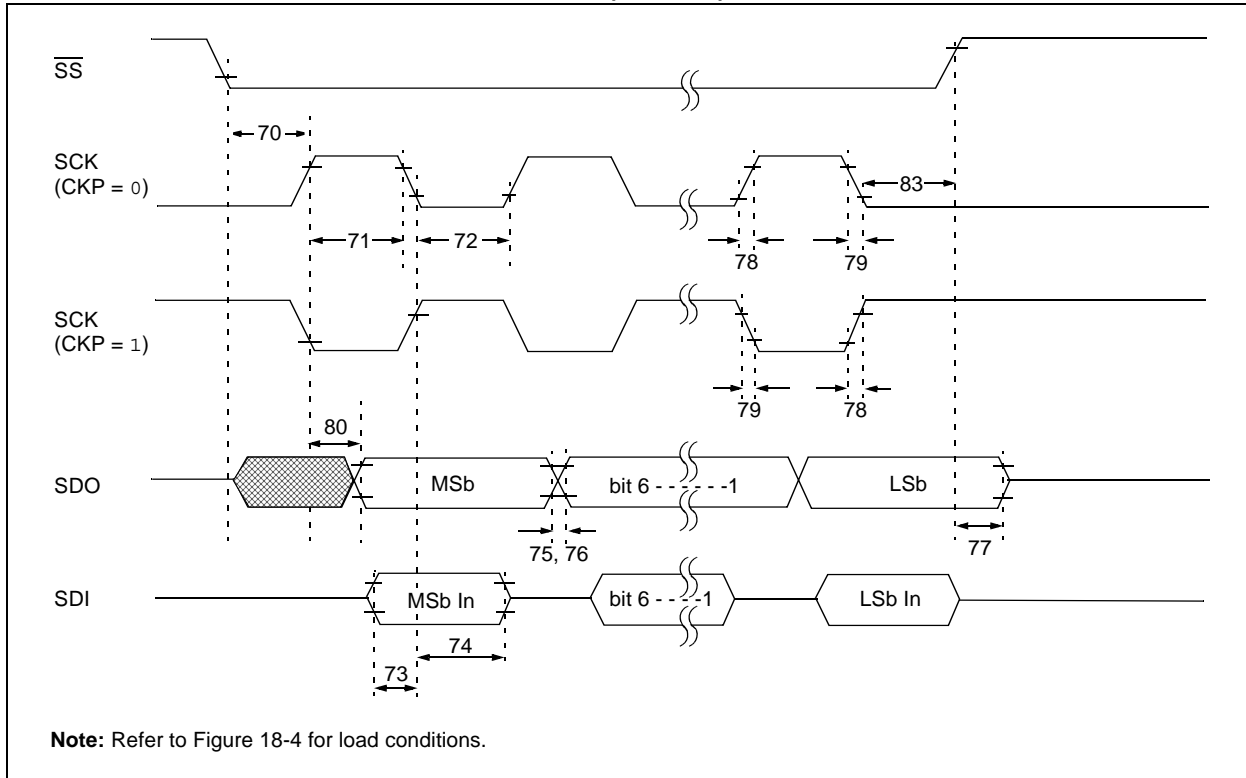 SS
70
SCK
(CKP = 0)
83
71
72
78
79
SCK
(CKP = 1)
79
78
80
SDO
MSb
bit 6 - - - - - -1
LSb
75, 76
77
SDI
MSb In
bit 6 - - - -1
LSb In
74
73
Note: Refer to Figure 18-4 for load conditions.